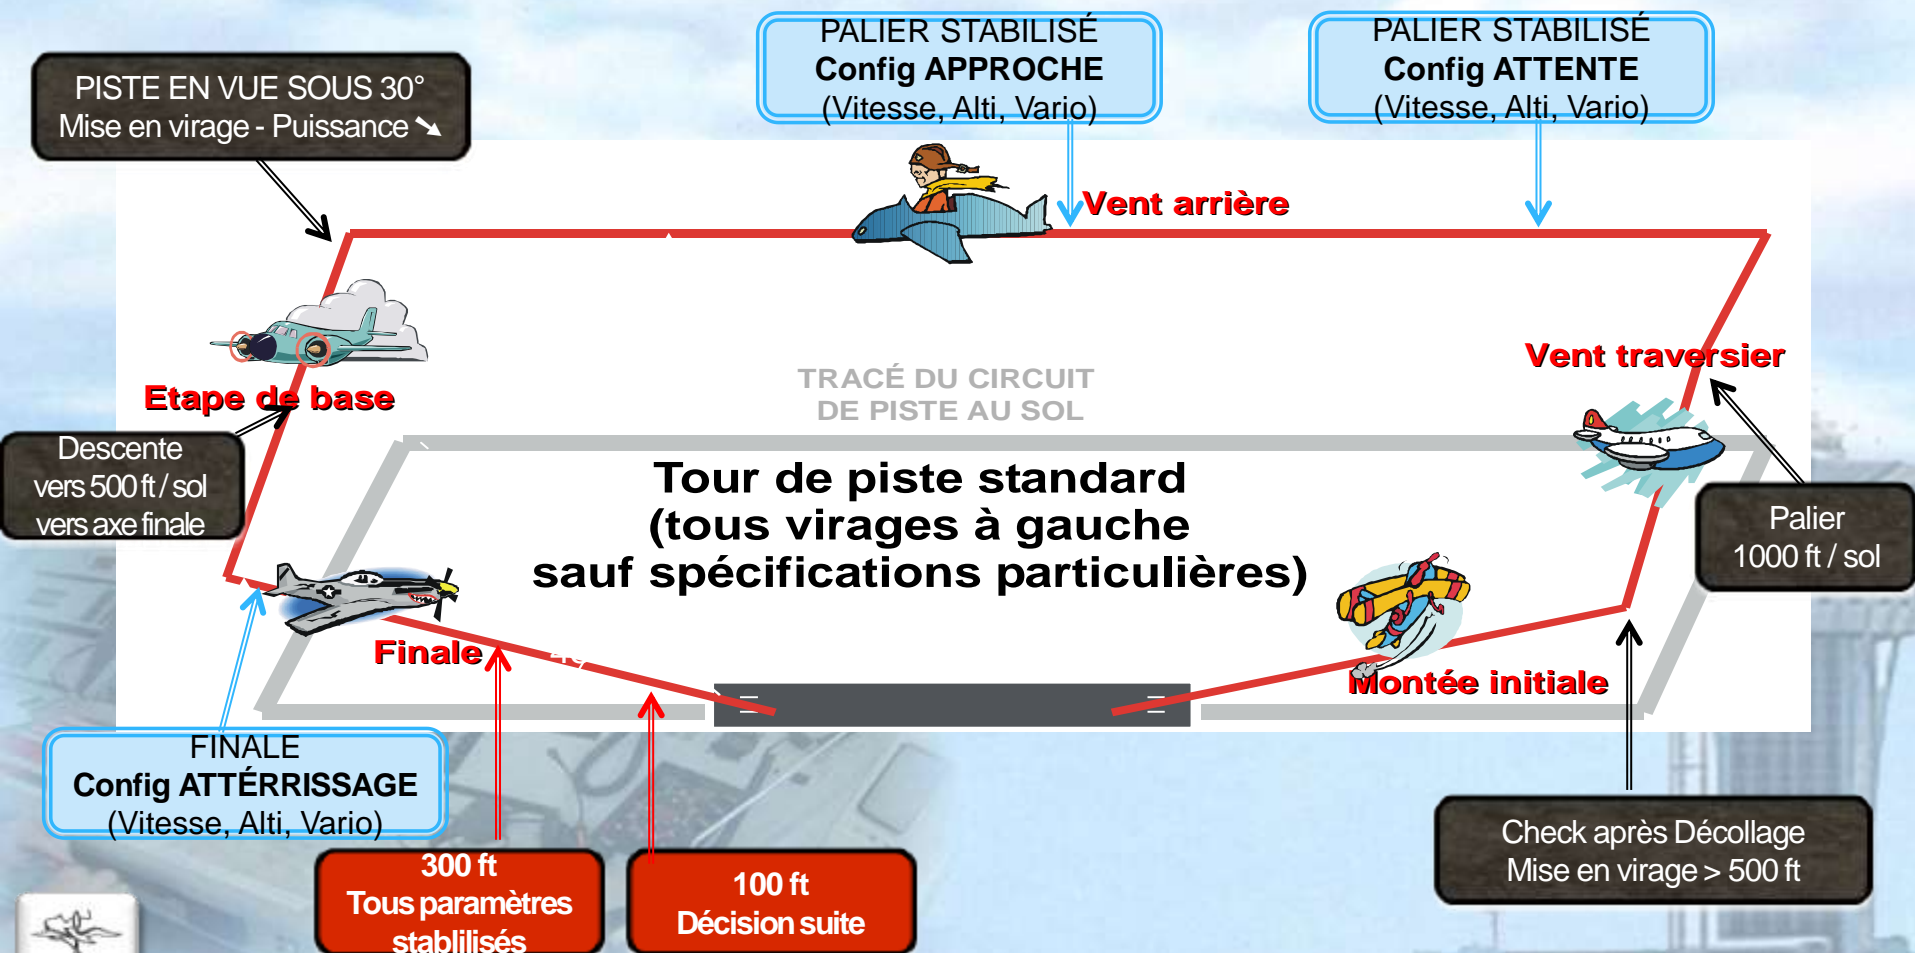 PALIER STABILISÉ
Config APPROCHE
(Vitesse, Alti, Vario)
PALIER STABILISÉ
Config ATTENTE
(Vitesse, Alti, Vario)
PISTE EN VUE SOUS 30°
Mise en virage - Puissance ➘
Vent arrière
Vent traversier
Etape de base
TRACÉ DU CIRCUIT
DE PISTE AU SOL
Descente
vers 500 ft / sol
vers axe finale
Tour de piste standard
(tous virages à gauche
sauf spécifications particulières)
Palier
1000 ft / sol
Finale
Montée initiale
FINALE
Config ATTÉRRISSAGE
(Vitesse, Alti, Vario)
Check après Décollage
Mise en virage > 500 ft
300 ft
Tous paramètres
stablilisés
100 ft
Décision suite